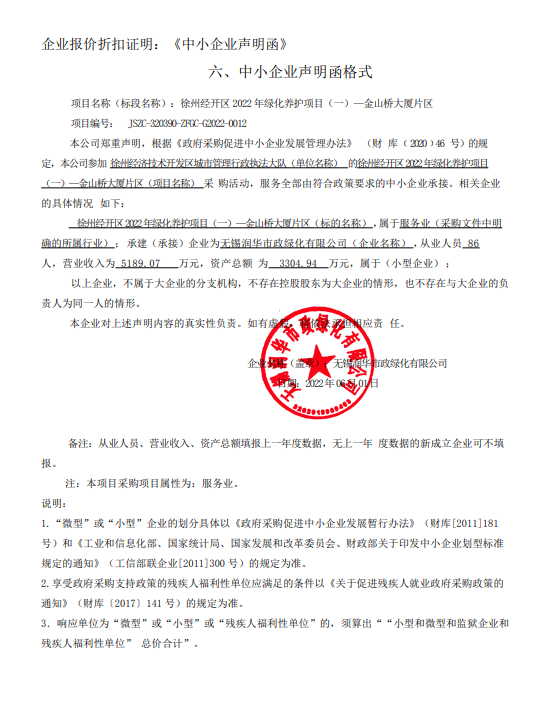 企业报价折扣证明：《中小企业声明函》
六、中小企业声明函格式
项目名称（标段名称）：徐州经开区2022年绿化养护项目（一）—金山桥大厦片区
项目编号： JSZC-320390-ZFGC-G2022-0012
本公司郑重声明，根据《政府采购促进中小企业发展管理办法》 （财 库﹝2020﹞46 号）的规
定，本公司参加 徐州经济技术开发区城市管理行政执法大队（单位名称） 的徐州经开区2022年绿化养护项目
（一）—金山桥大厦片区（项目名称） 采 购活动，服务全部由符合政策要求的中小企业承接。相关企业
的具体情况 如下：
徐州经开区2022年绿化养护项目（一）—金山桥大厦片区（标的名称），属于服务业（采购文件中明
确的所属行业）； 承建（承接）企业为无锡润华市政绿化有限公司（企业名称），从业人员 86
人，营业收入为 5189.07 万元，资产总额 为 3304.94 万元，属于（小型企业）；
以上企业，不属于大企业的分支机构，不存在控股股东为大企业的情形，也不存在与大企业的负
责人为同一人的情形。
本企业对上述声明内容的真实性负责。如有虚假，将依法承担相应责 任。
企业名称（盖章）：无锡润华市政绿化有限公司
日期：2022年06月01日
无锡润华市政绿化有限公司
备注：从业人员、营业收入、资产总额填报上一年度数据，无上一年 度数据的新成立企业可不填
报。
注：本项目采购项目属性为：服务业。
说明：
1.“微型”或“小型”企业的划分具体以《政府采购促进中小企业发展暂行办法》（财库[2011]181
号）和《工业和信息化部、国家统计局、国家发展和改革委员会、财政部关于印发中小企业划型标准
规定的通知》（工信部联企业[2011]300 号）的规定为准。
2.享受政府采购支持政策的残疾人福利性单位应满足的条件以《关于促进残疾人就业政府采购政策的
通知》（财库〔2017〕141 号）的规定为准。
3．响应单位为“微型”或“小型”或“残疾人福利性单位”的，须算出““小型和微型和监狱企业和
残疾人福利性单位” 总价合计”。